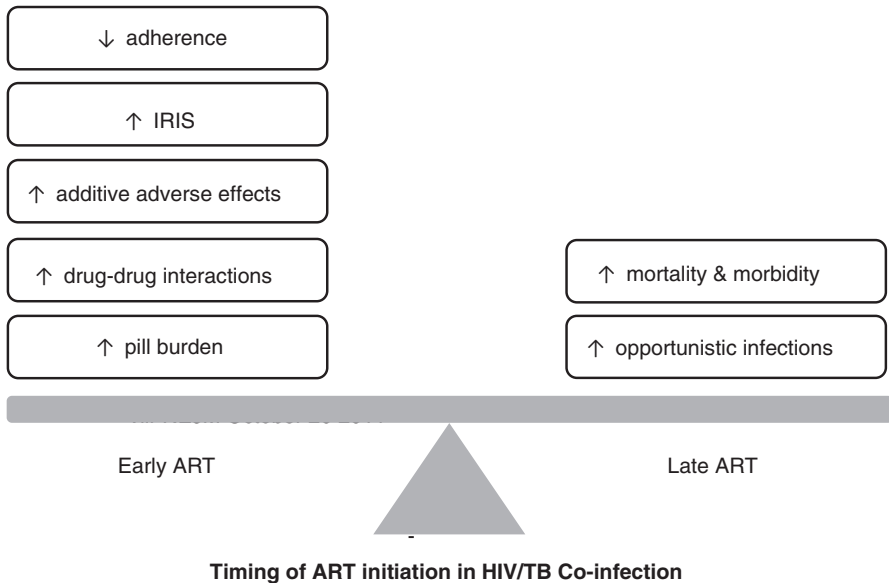 ↓ adherence
↑ IRIS
↑ additive adverse effects
↑ drug-drug interactions
↑ pill burden
↑ mortality & morbidity
↑ opportunistic infections
Early ART
Late ART
Timing of ART initiation in HIV/TB Co-infection